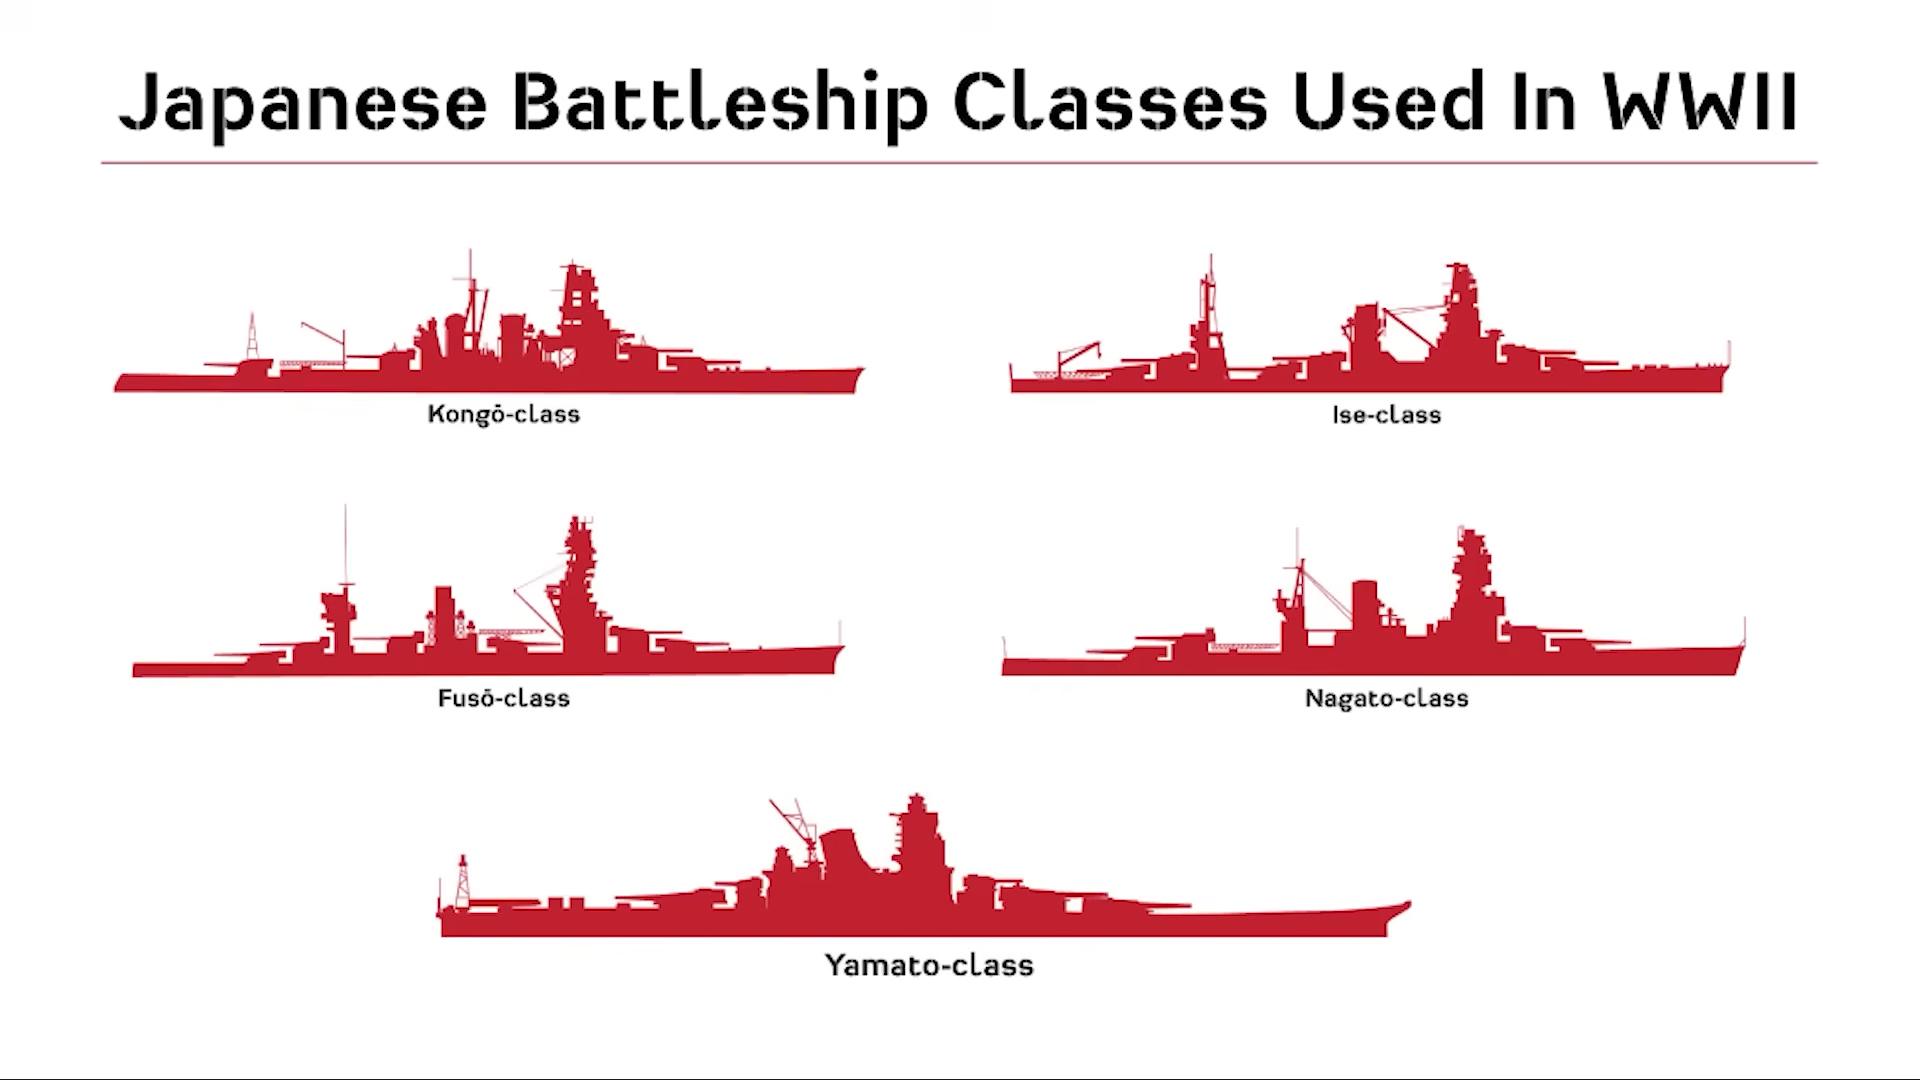 Japanese Battleship Classes Used In WWII
Kongō-class
Ise-class
Fusō-class
Nagato-class
Yamato-class